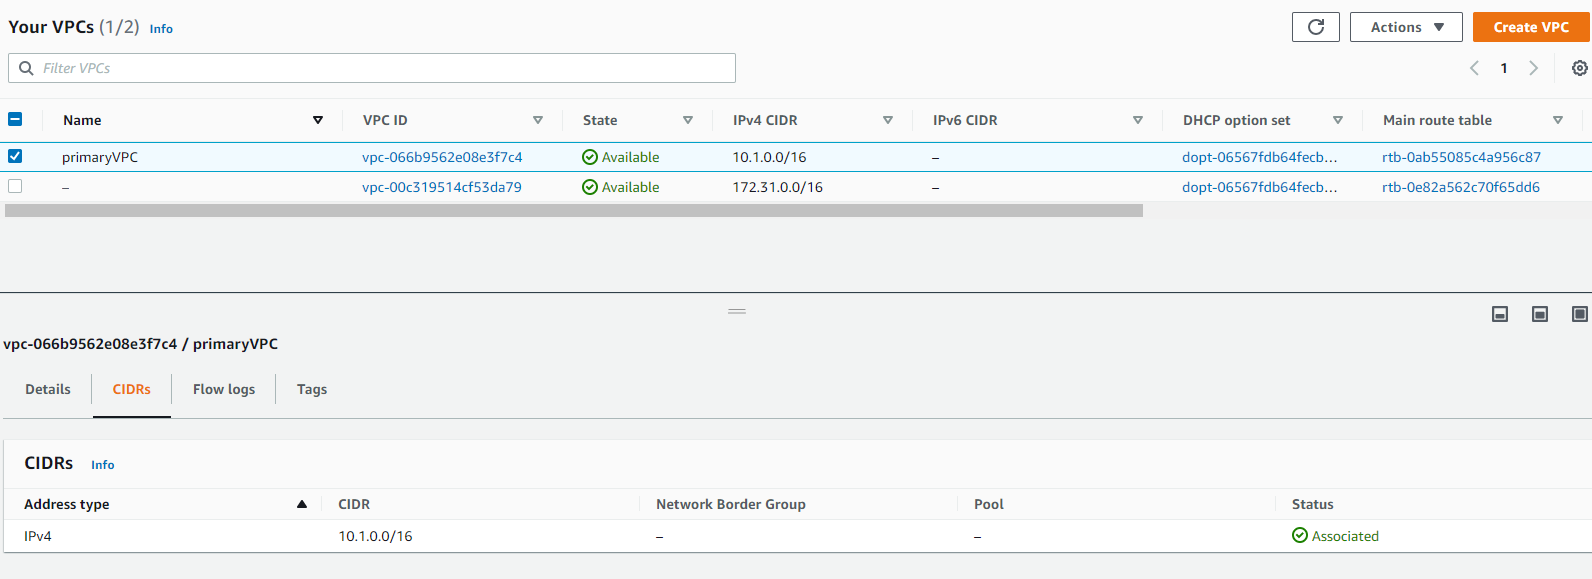 Your VPCs (1/2) Info
Actions Create VPC
Filter VPCs
1
Name VPC ID State IPv4 CIDR IPv6 CIDR DHCP option set Main route table
primaryVPC vpc-066b9562e08e3f7c4 Available 10.1.0.0/16 – dopt-06567fdb64fecb... rtb-0ab55085c4a956c87
– vpc-00c319514cf53da79 Available 172.31.0.0/16 – dopt-06567fdb64fecb... rtb-0e82a562c70f65dd6
vpc-066b9562e08e3f7c4 / primaryVPC
Details CIDRs Flow logs Tags
CIDRs Info
Address type CIDR Network Border Group Pool Status
IPv4 10.1.0.0/16 – – Associated